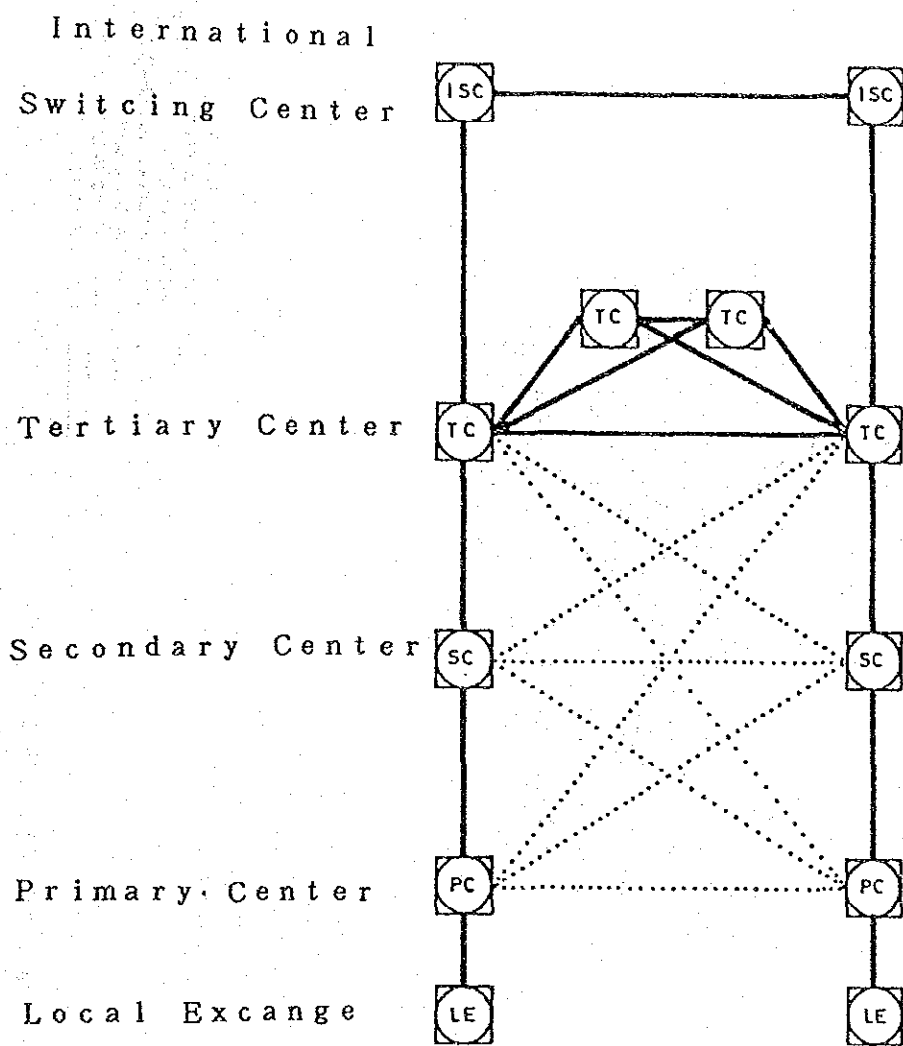 International
ISC ISC
Switcing Center
TC TC
Tertiary Center TC TC
Secondary Center SC SC
Primary Center PC PC
Local Excange LE LE